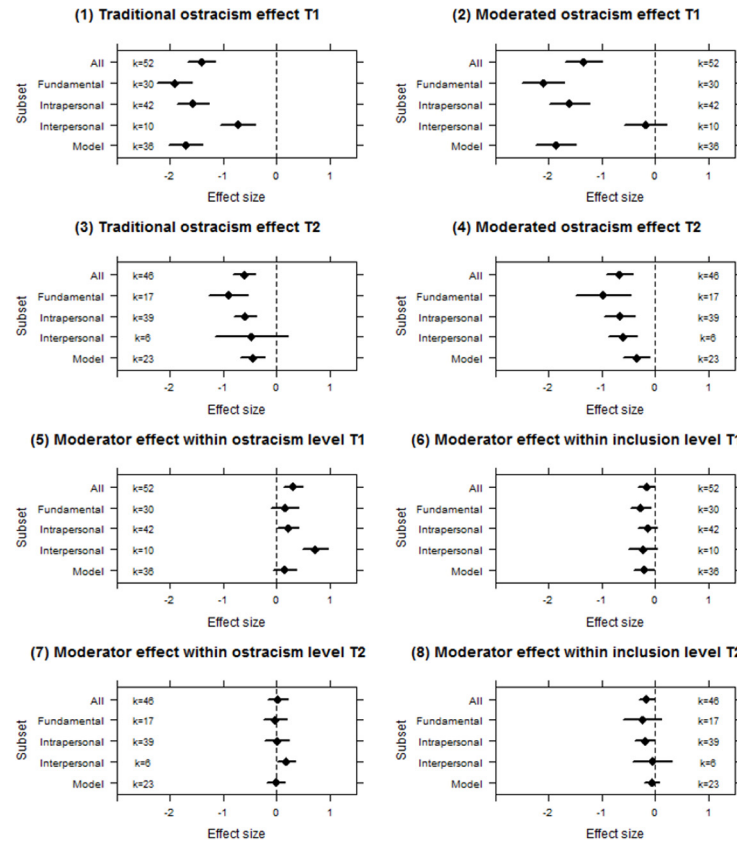 (1) Traditional ostracism effect T1
Subset
All k=52
Fundamental k=30
Intrapersonal k=42
Interpersonal k=10
Model k=36
-2 -1 0 1
Effect size
(2) Moderated ostracism effect T1
Subset
All k=52
Fundamental k=30
Intrapersonal k=42
Interpersonal k=10
Model k=36
-2 -1 0 1
Effect size
(3) Traditional ostracism effect T2
Subset
All k=46
Fundamental k=17
Intrapersonal k=39
Interpersonal k=6
Model k=23
-2 -1 0 1
Effect size
(4) Moderated ostracism effect T2
Subset
All k=46
Fundamental k=17
Intrapersonal k=39
Interpersonal k=6
Model k=23
-2 -1 0 1
Effect size
(5) Moderator effect within ostracism level T1
Subset
All k=52
Fundamental k=30
Intrapersonal k=42
Interpersonal k=10
Model k=36
-2 -1 0 1
Effect size
(6) Moderator effect within inclusion level T1
Subset
All k=52
Fundamental k=30
Intrapersonal k=42
Interpersonal k=10
Model k=36
-2 -1 0 1
Effect size
(7) Moderator effect within ostracism level T2
Subset
All k=46
Fundamental k=17
Intrapersonal k=39
Interpersonal k=6
Model k=23
-2 -1 0 1
Effect size
(8) Moderator effect within inclusion level T2
Subset
All k=46
Fundamental k=17
Intrapersonal k=39
Interpersonal k=6
Model k=23
-2 -1 0 1
Effect size